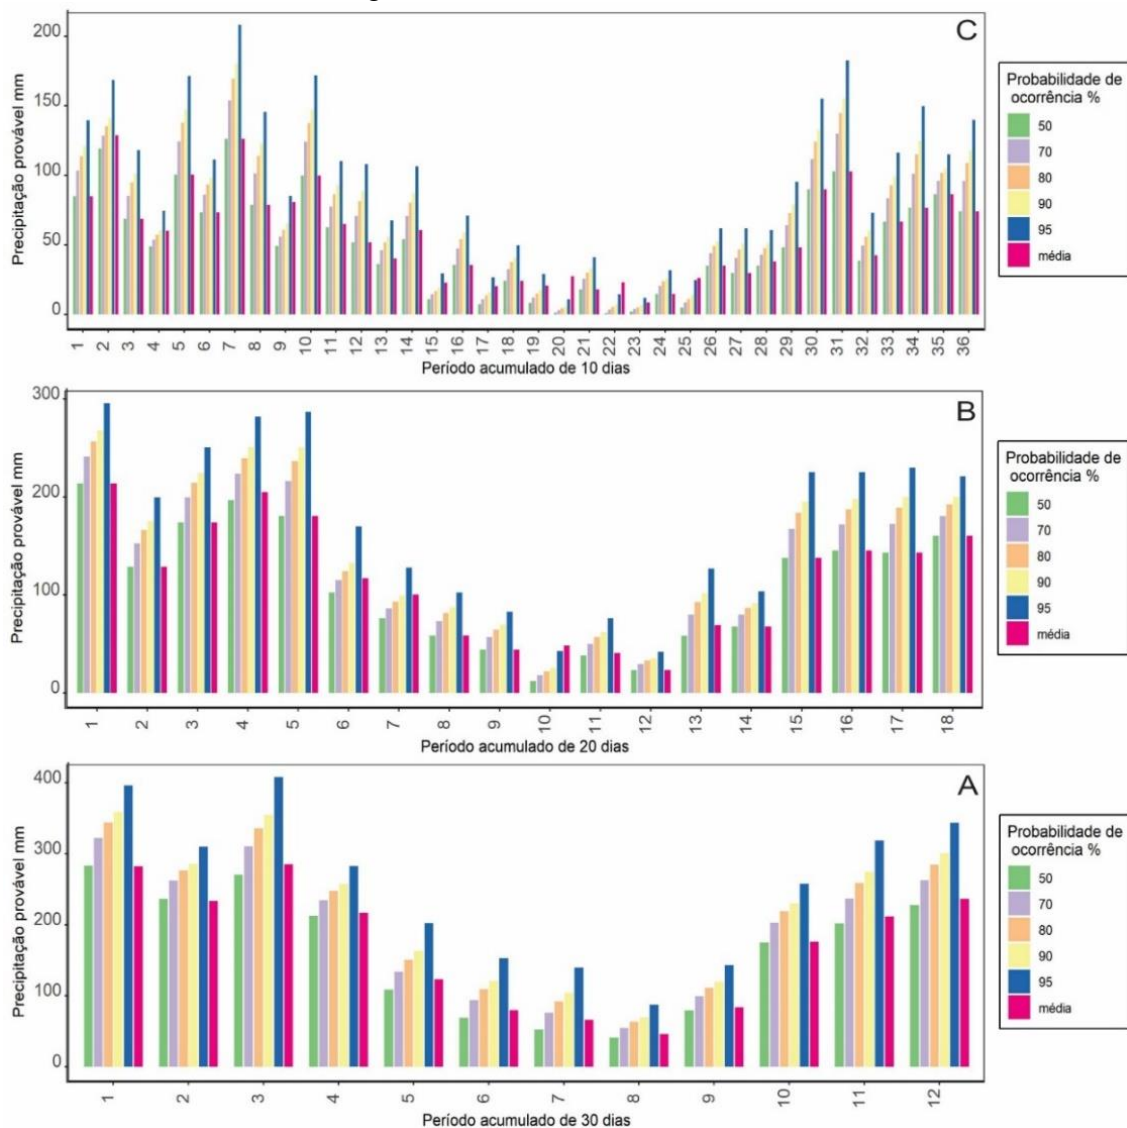 C
Precipitação provável mm
200
150
100
50
0
1 2 3 4 5 6 7 8 9 10 11 12 13 14 15 16 17 18 19 20 21 22 23 24 25 26 27 28 29 30 31 32 33 34 35 36
Período acumulado de 10 dias
Probabilidade de
ocorrência %
50
70
80
90
95
média
B
Precipitação provável mm
300
200
100
0
1 2 3 4 5 6 7 8 9 10 11 12 13 14 15 16 17 18
Período acumulado de 20 dias
Probabilidade de
ocorrência %
50
70
80
90
95
média
A
Precipitação provável mm
400
300
200
100
0
1 2 3 4 5 6 7 8 9 10 11 12
Período acumulado de 30 dias
Probabilidade de
ocorrência %
50
70
80
90
95
média